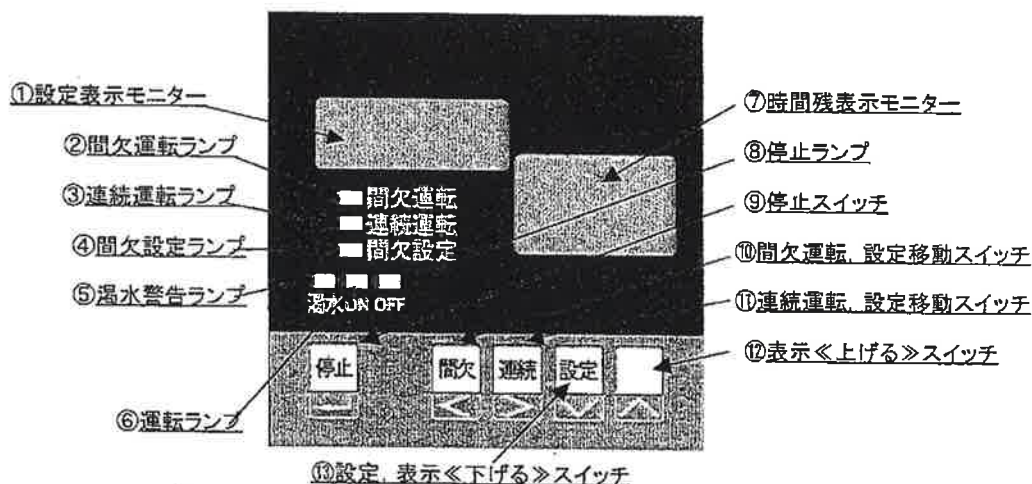 ①設定表示モニター
②間欠運転ランプ
③連続運転ランプ
④間欠設定ランプ
⑤渇水警告ランプ
⑥運転ランプ
間欠運転
連続運転
間欠設定
渇水 ON OFF
停止
間欠
連続
設定
⑦時間残表示モニター
⑧停止ランプ
⑨停止スイッチ
⑩間欠運転, 設定移動スイッチ
⑪連続運転, 設定移動スイッチ
⑫表示≪上げる≫スイッチ
⑬設定, 表示≪下げる≫スイッチ